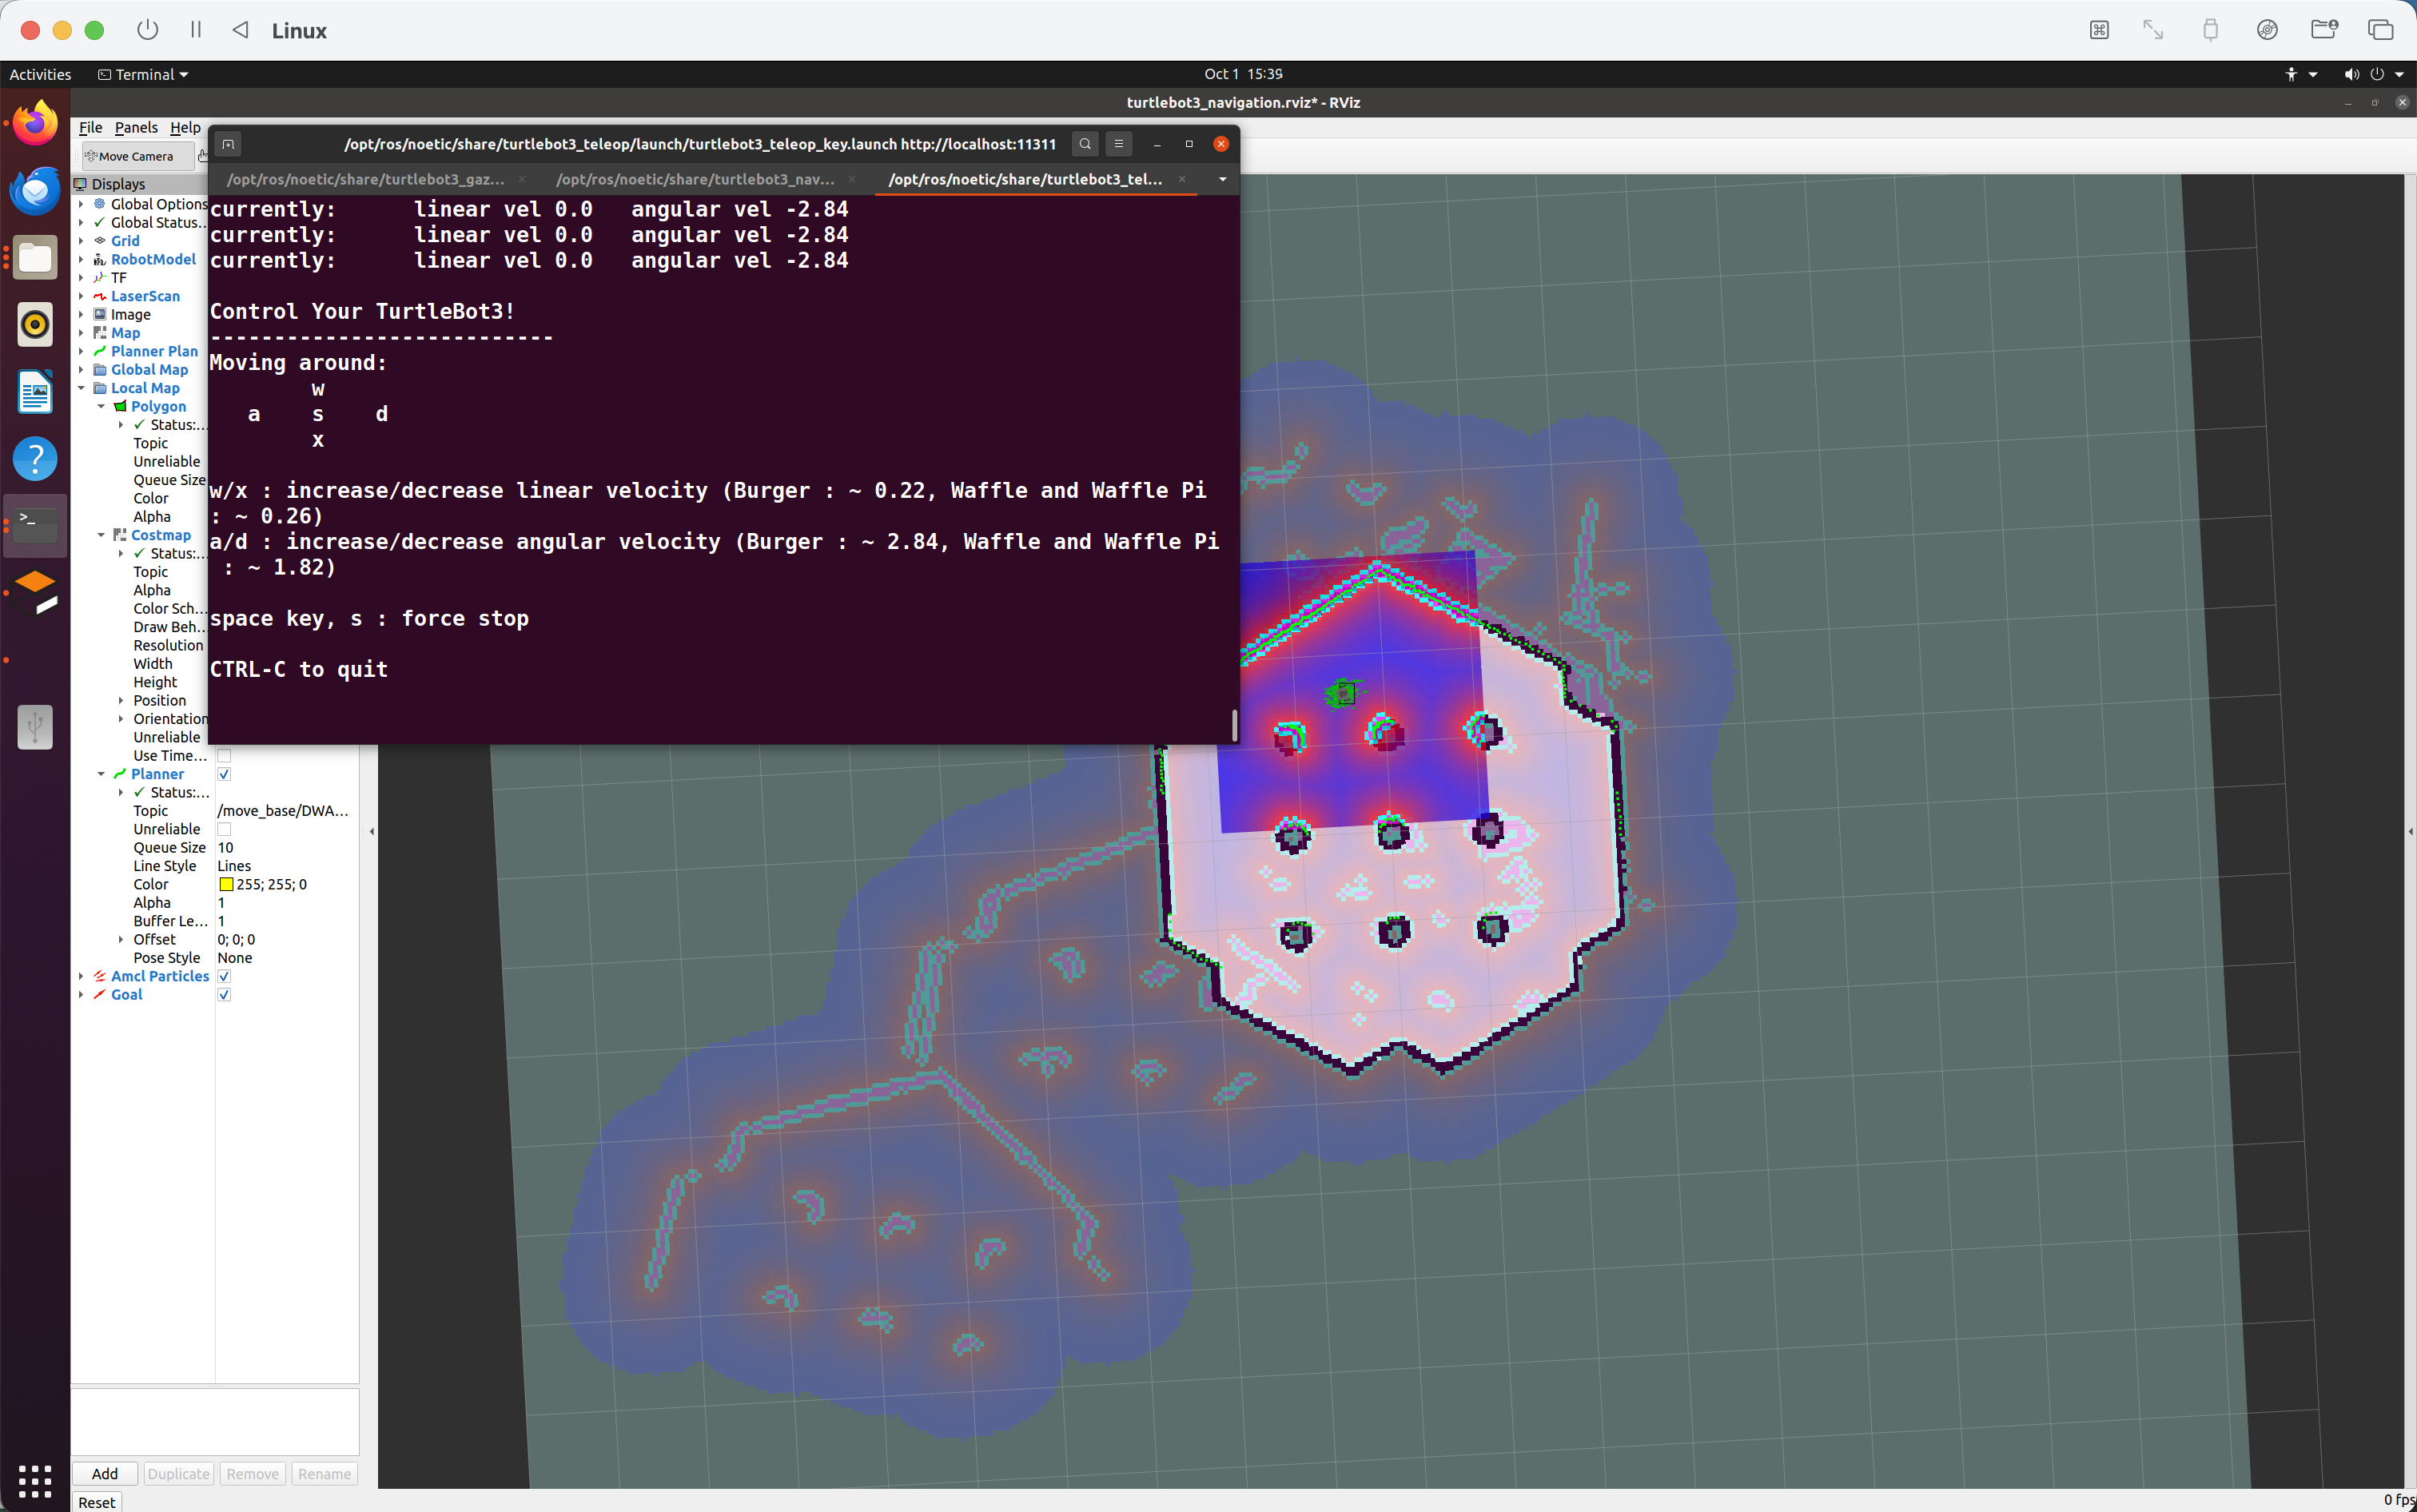 Linux
Activities
Terminal
Oct 1 15:39
turtlebot3_navigation.rviz* - RViz
File Panels Help
Move Camera
/opt/ros/noetic/share/turtlebot3_teleop/launch/turtlebot3_teleop_key.launch http://localhost:11311
/opt/ros/noetic/share/turtlebot3_gaz...
/opt/ros/noetic/share/turtlebot3_nav...
/opt/ros/noetic/share/turtlebot3_tel...
currently: linear vel 0.0 angular vel -2.84
currently: linear vel 0.0 angular vel -2.84
currently: linear vel 0.0 angular vel -2.84
Control Your TurtleBot3!
---------------------------
Moving around:
w
a s d
x
w/x : increase/decrease linear velocity (Burger : ~ 0.22, Waffle and Waffle Pi
: ~ 0.26)
a/d : increase/decrease angular velocity (Burger : ~ 2.84, Waffle and Waffle Pi
: ~ 1.82)
space key, s : force stop
CTRL-C to quit
Displays
Global Options
Global Status...
Grid
RobotModel
TF
LaserScan
Image
Map
Planner Plan
Global Map
Local Map
Polygon
Status:...
Topic
Unreliable
Queue Size
Color
Alpha
Costmap
Status:...
Topic
Alpha
Color Sch...
Draw Beh...
Resolution
Width
Height
Position
Orientation
Unreliable
Use Time...
Planner
Status:...
Topic /move_base/DWA...
Unreliable
Queue Size 10
Line Style Lines
Color 255; 255; 0
Alpha 1
Buffer Le... 1
Offset 0; 0; 0
Pose Style None
Amcl Particles
Goal
Add Duplicate Remove Rename
Reset
0 fps